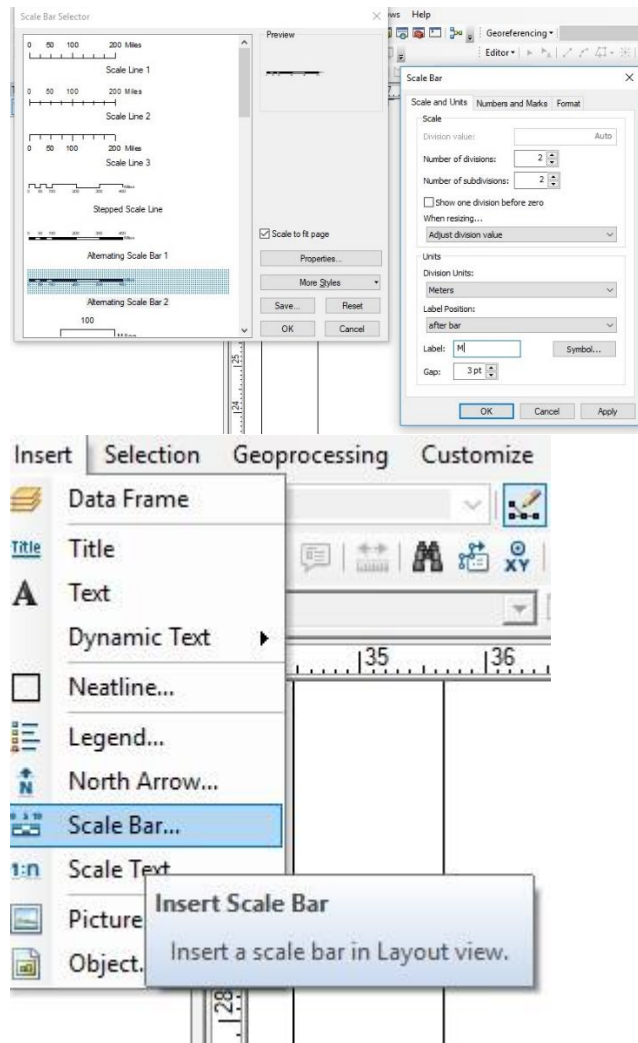 Scale Bar Selector
0 50 100 200 Miles
Scale Line 1
0 50 100 200 Miles
Scale Line 2
0 50 100 200 Miles
Scale Line 3
Stepped Scale Line
Alternating Scale Bar 1
Alternating Scale Bar 2
100
Preview
Scale to fit page
Properties...
More Styles
Save... Reset
OK Cancel
Help
Georeferencing
Editor
Scale Bar
Scale and Units Numbers and Marks Format
Scale
Division value: Auto
Number of divisions: 2
Number of subdivisions: 2
Show one division before zero
When resizing...
Adjust division value
Units
Division Units:
Meters
Label Position:
after bar
Label: M Symbol...
Gap: 3 pt
OK Cancel Apply
125
124
Insert Selection Geoprocessing Customize
Data Frame
Title Title
A Text
Dynamic Text
Neatline...
Legend...
N North Arrow...
Scale Bar...
1:n Scale Text
Picture
Object.
XY
35 36
Insert Scale Bar
Insert a scale bar in Layout view.
28